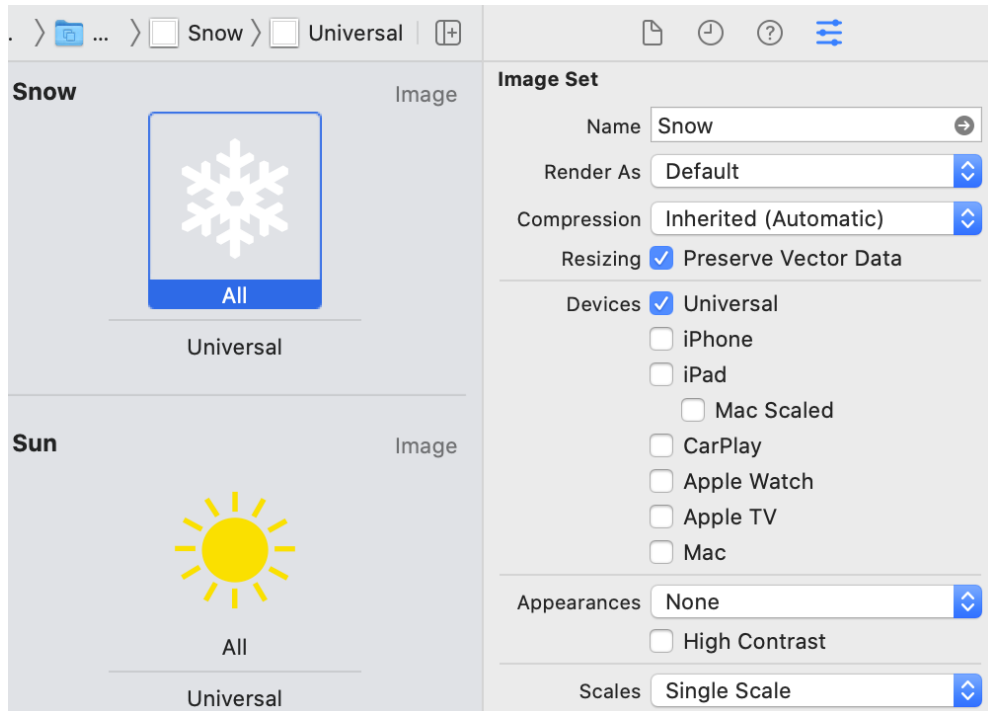 . ... Snow Universal
Snow
Image
All
Universal
Sun
Image
All
Universal
Image Set
Name Snow
Render As Default
Compression Inherited (Automatic)
Resizing Preserve Vector Data
Devices Universal
iPhone
iPad
Mac Scaled
CarPlay
Apple Watch
Apple TV
Mac
Appearances None
High Contrast
Scales Single Scale